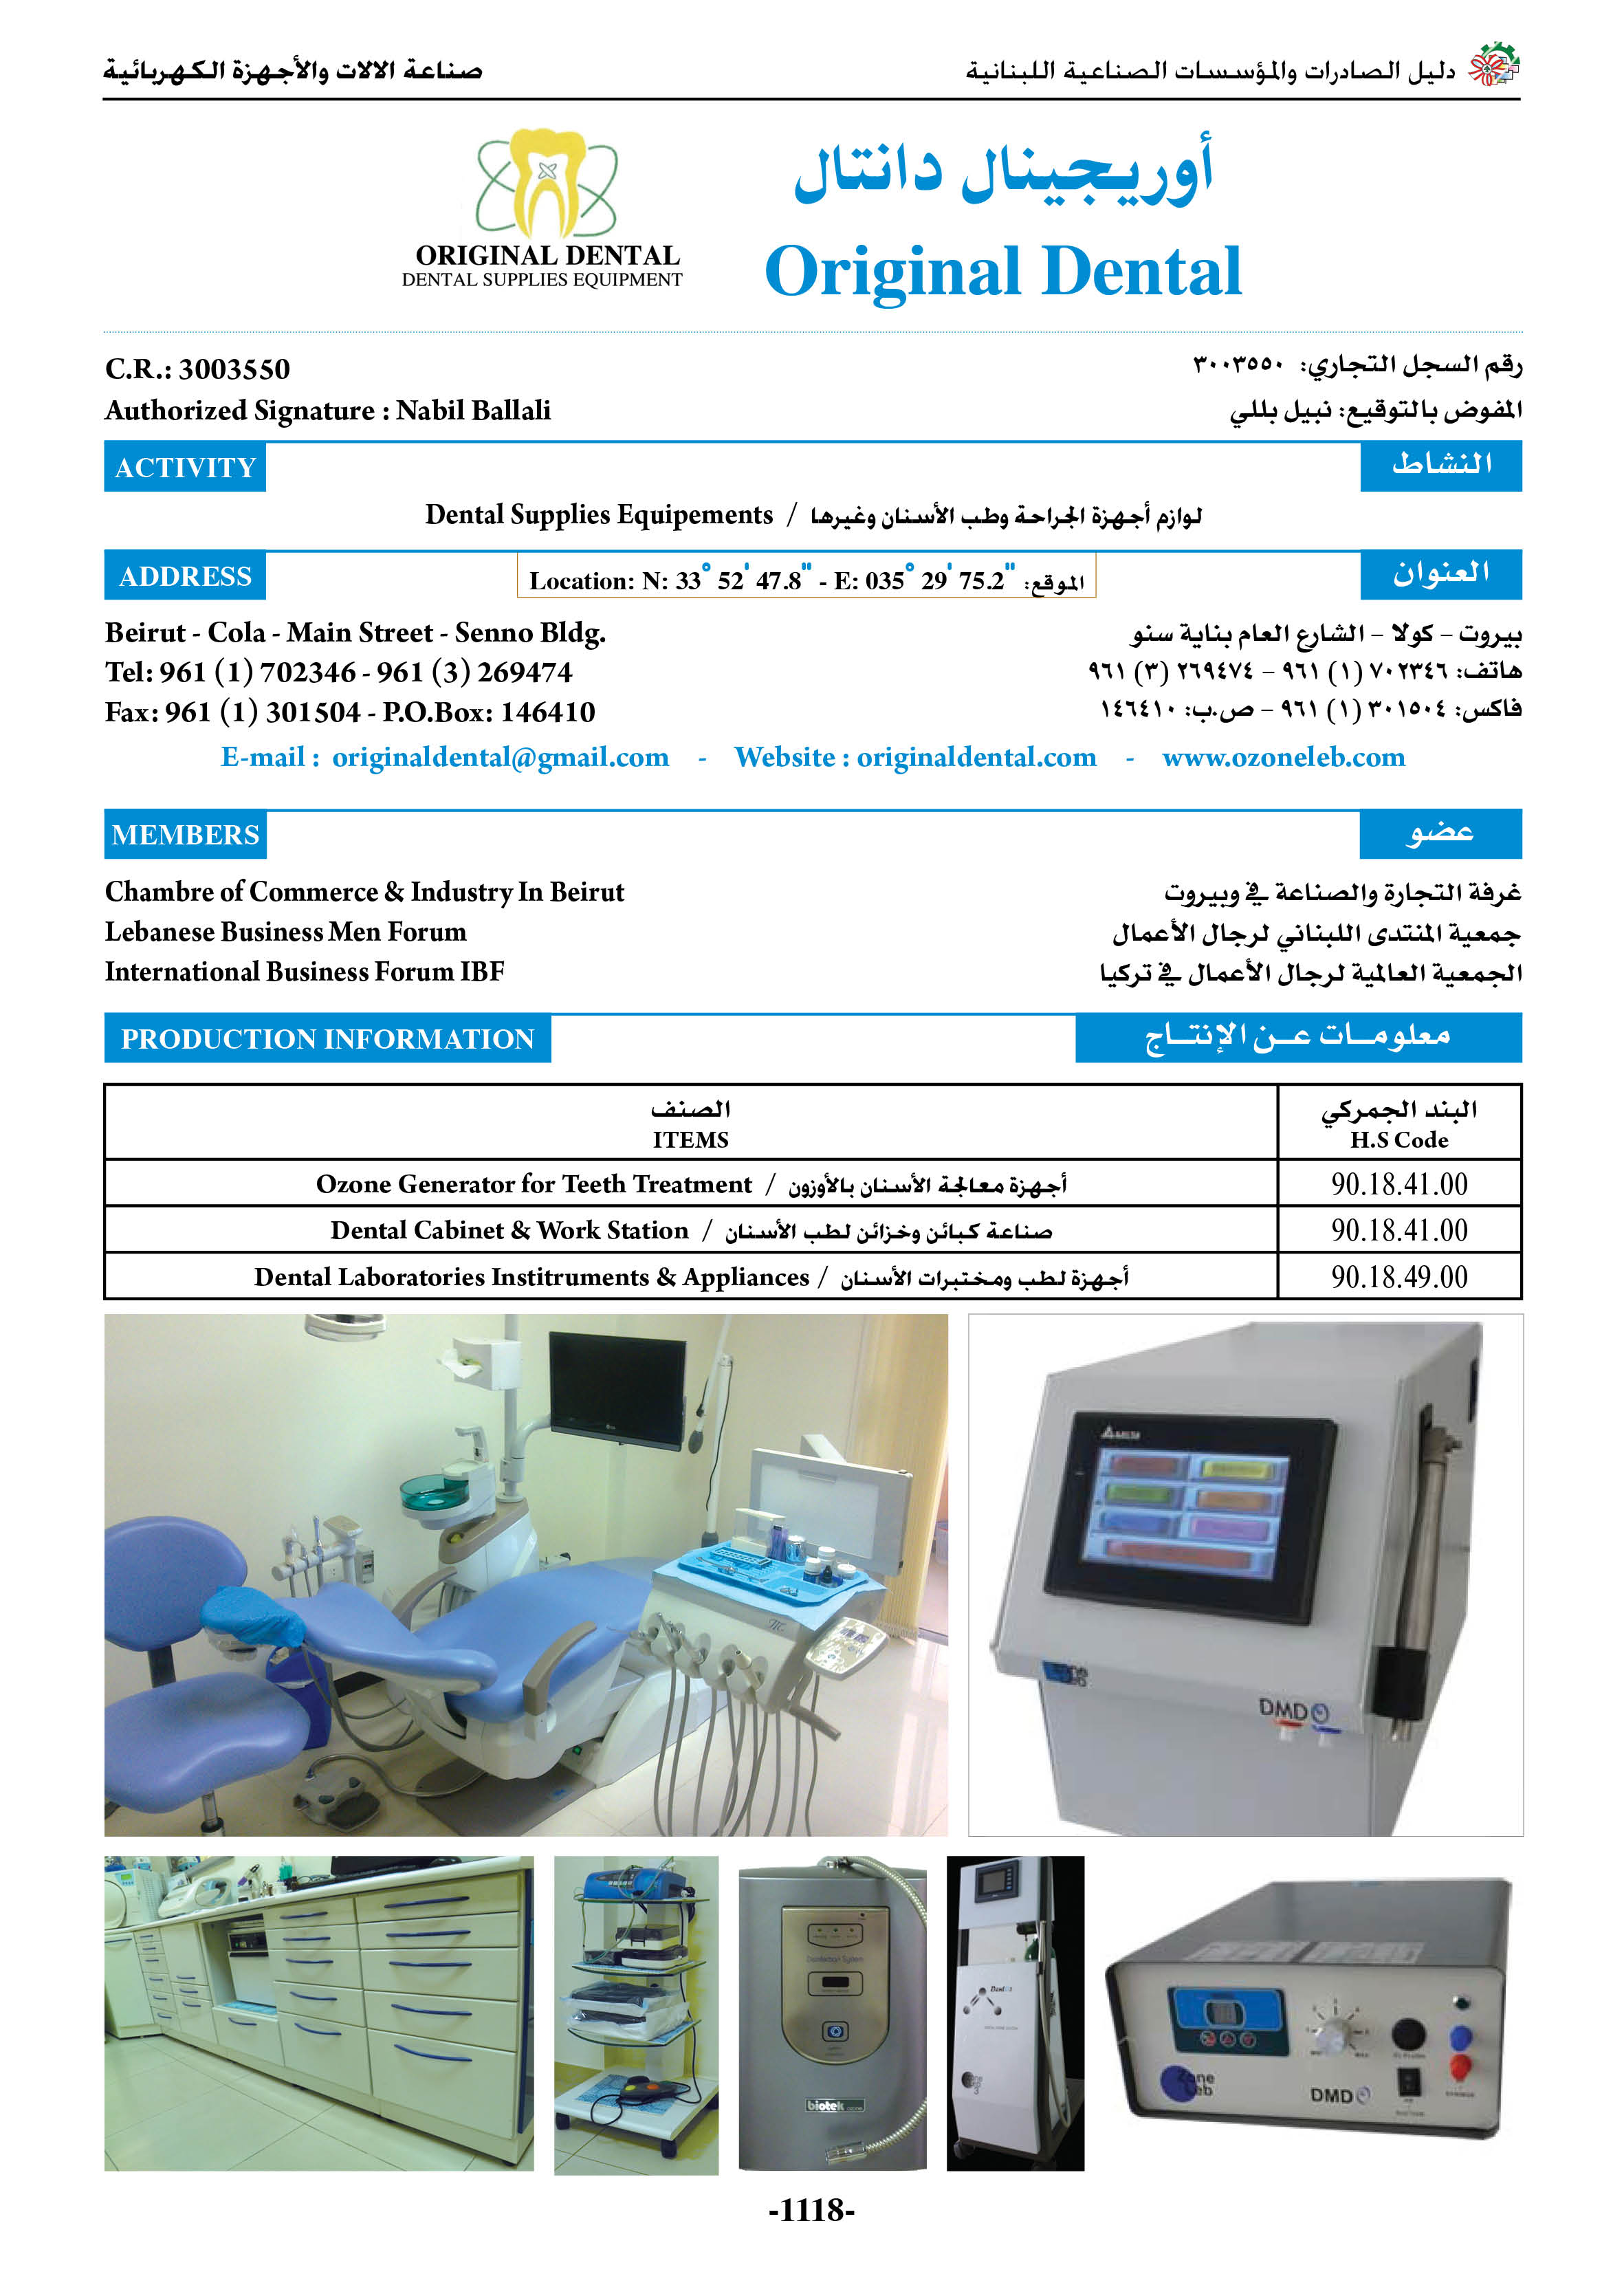 دليل الصادرات والمؤسسات الصناعية اللبنانية
صناعة الالات والأجهزة الكهربائية
ORIGINAL DENTAL
DENTAL SUPPLIES EQUIPMENT
أوريجينال دانتال
Original Dental
C.R.: 3003550
رقم السجل التجاري: ٣٠٠٣٥٥٠
Authorized Signature : Nabil Ballali
المفوض بالتوقيع: نبيل بللي
ACTIVITY
النشاط
Dental Supplies Equipements / لوازم أجهزة الجراحة وطب الأسنان وغيرها
ADDRESS
Location: N: 33° 52' 47.8" - E: 035° 29' 75.2" الموقع:
العنوان
Beirut - Cola - Main Street - Senno Bldg.
بيروت – كولا – الشارع العام بناية سنو
Tel: 961 (1) 702346 - 961 (3) 269474
هاتف: ٧٠٢٣٤٦ (١) ٩٦١ – ٢٦٩٤٧٤ (٣) ٩٦١
Fax: 961 (1) 301504 - P.O.Box: 146410
فاكس: ٣٠١٥٠٤ (١) ٩٦١ – ص.ب: ١٤٦٤١٠
E-mail : originaldental@gmail.com - Website : originaldental.com - www.ozoneleb.com
MEMBERS
عضو
Chambre of Commerce & Industry In Beirut
غرفة التجارة والصناعة في وبيروت
Lebanese Business Men Forum
جمعية المنتدى اللبناني لرجال الأعمال
International Business Forum IBF
الجمعية العالمية لرجال الأعمال في تركيا
PRODUCTION INFORMATION
معلومـــات عـــن الإنتـــاج
الصنف
ITEMS
البند الجمركي
H.S Code
Ozone Generator for Teeth Treatment / أجهزة معالجة الأسنان بالأوزون
90.18.41.00
Dental Cabinet & Work Station / صناعة كبائن وخزائن لطب الأسنان
90.18.41.00
Dental Laboratories Institruments & Appliances / أجهزة لطب ومختبرات الأسنان
90.18.49.00
DMD
Disinfection System
biotek
Zone
Leb
DMD
-1118-